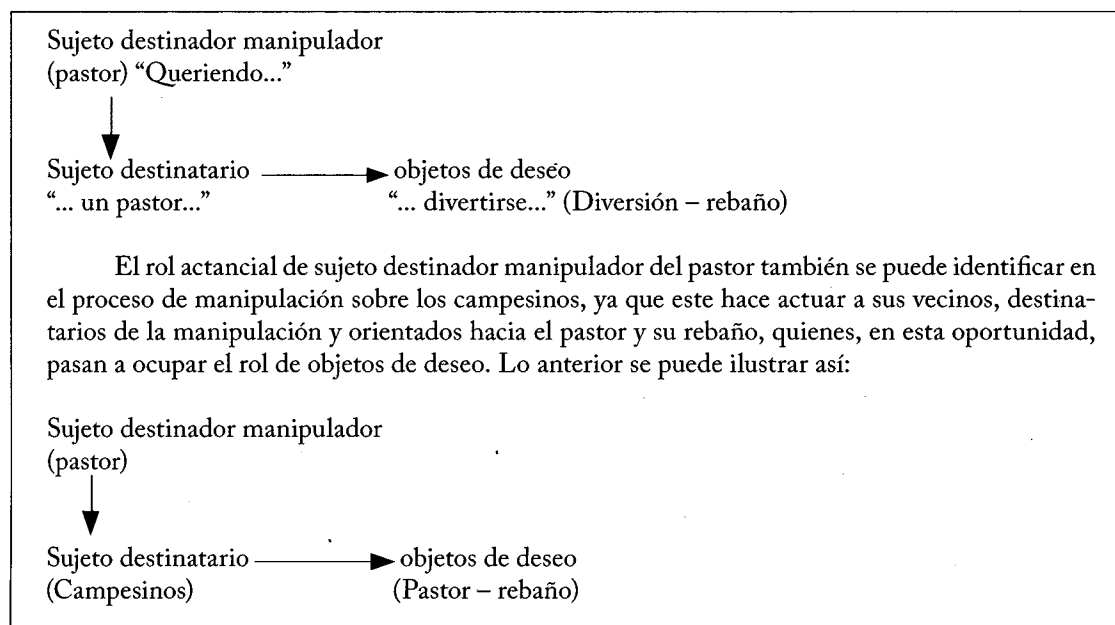 Sujeto destinador manipulador
(pastor) “Queriendo...”
Sujeto destinatario objetos de deseo
“... un pastor...” “... divertirse...” (Diversión – rebaño)
El rol actancial de sujeto destinador manipulador del pastor también se puede identificar en
el proceso de manipulación sobre los campesinos, ya que este hace actuar a sus vecinos, destina-
tarios de la manipulación y orientados hacia el pastor y su rebaño, quienes, en esta oportunidad,
pasan a ocupar el rol de objetos de deseo. Lo anterior se puede ilustrar así:
Sujeto destinador manipulador
(pastor)
Sujeto destinatario objetos de deseo
(Campesinos) (Pastor – rebaño)